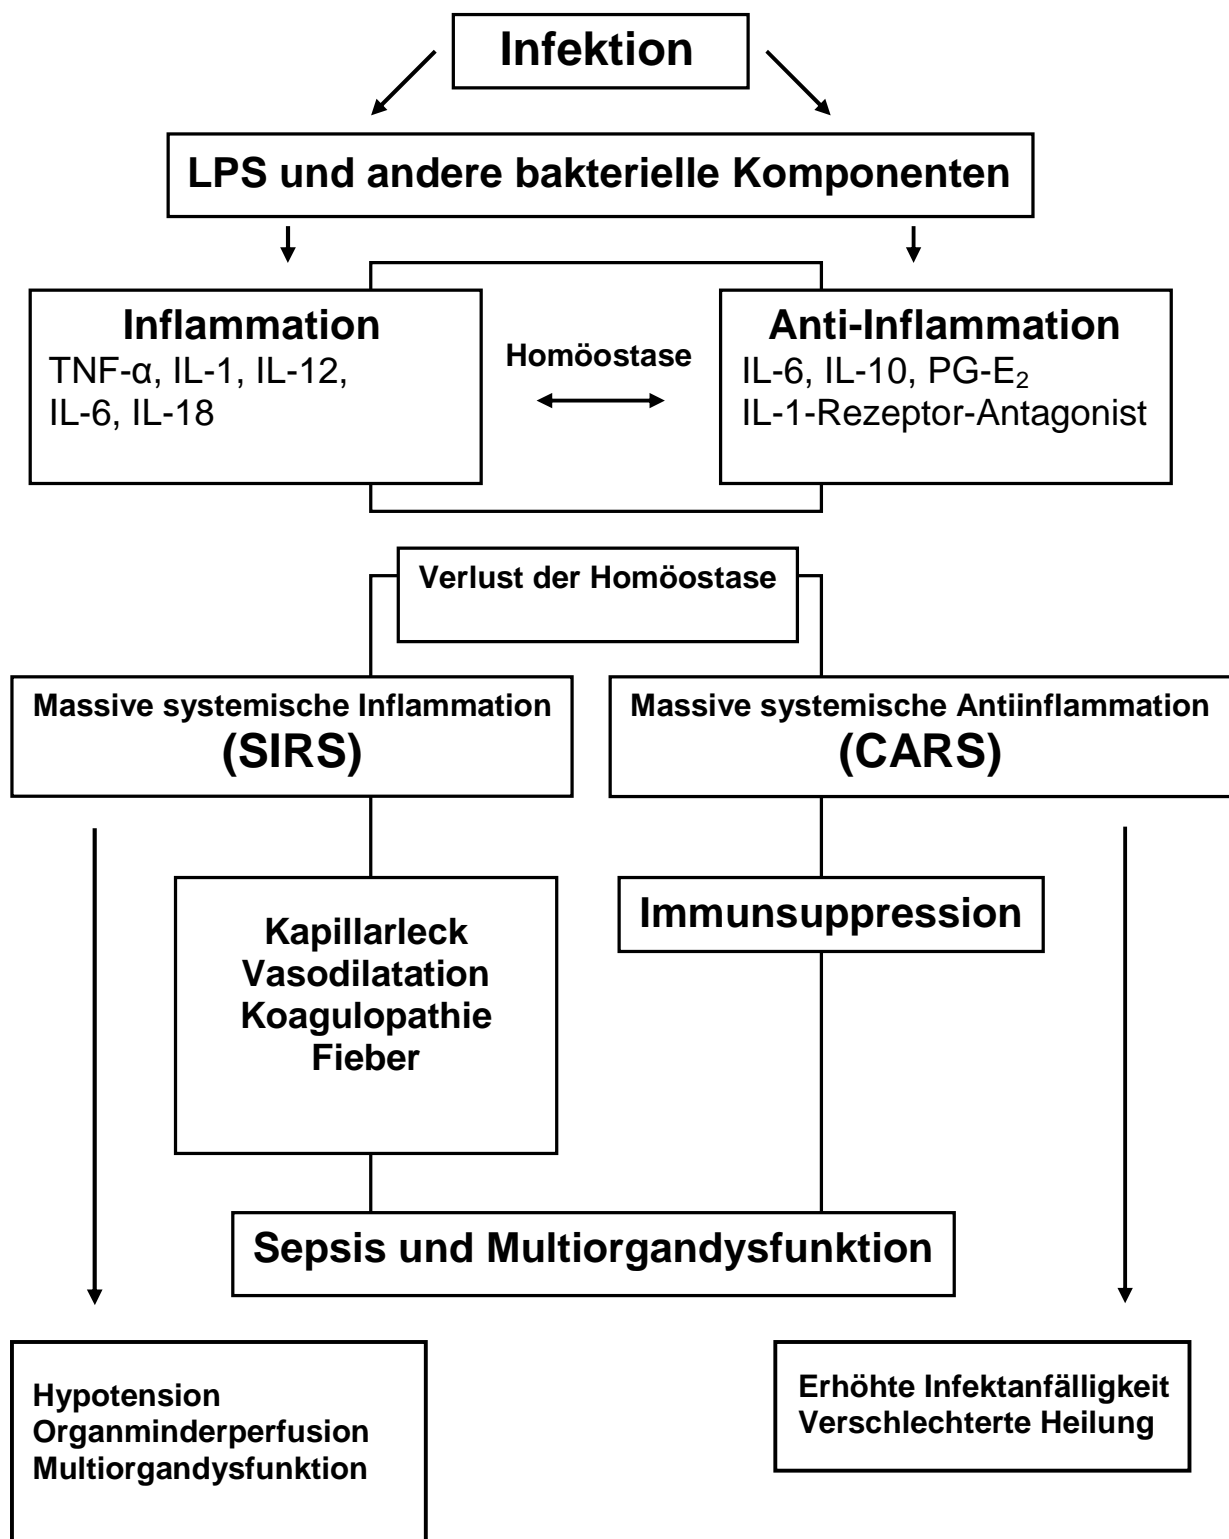 Infektion
LPS und andere bakterielle Komponenten
Inflammation
TNF-α, IL-1, IL-12,
IL-6, IL-18
Homöostase
Anti-Inflammation
IL-6, IL-10, PG-E₂
IL-1-Rezeptor-Antagonist
Verlust der Homöostase
Massive systemische Inflammation
(SIRS)
Massive systemische Antiinflammation
(CARS)
Kapillarleck
Vasodilatation
Koagulopathie
Fieber
Immunsuppression
Sepsis und Multiorgandysfunktion
Hypotension
Organminderperfusion
Multiorgandysfunktion
Erhöhte Infektanfälligkeit
Verschlechterte Heilung